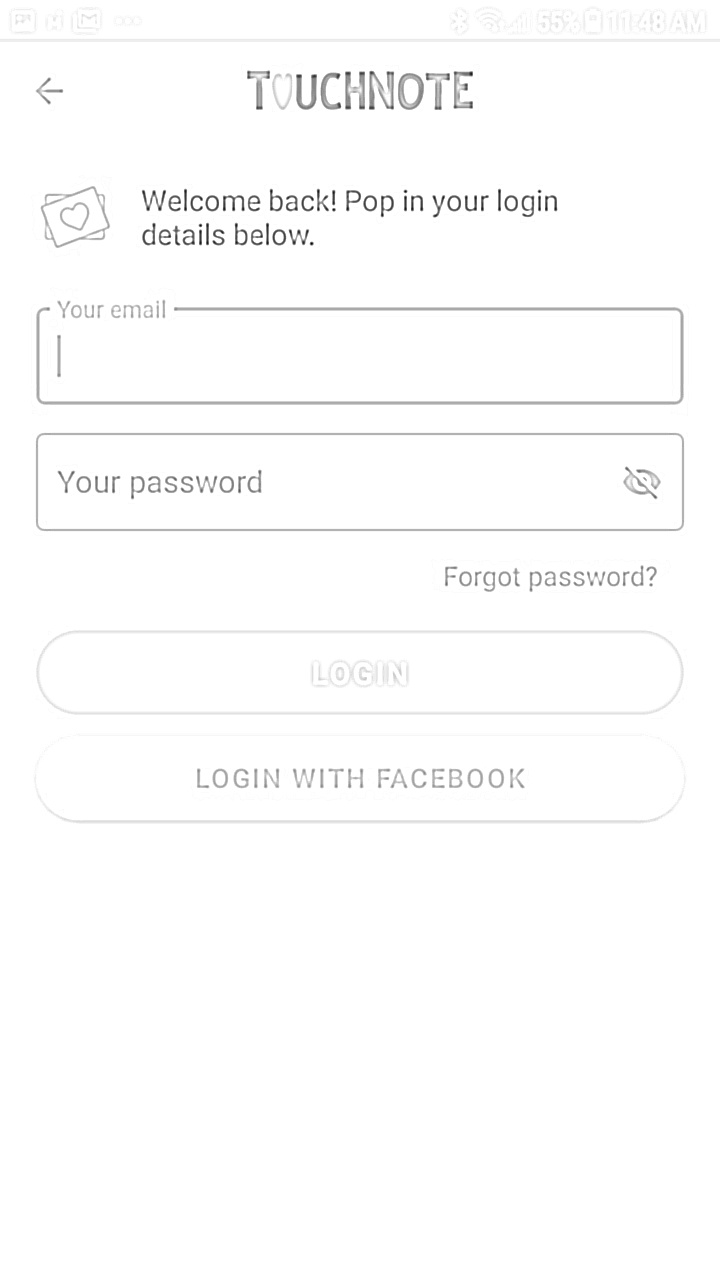 55% 11:48 AM
TOUCHNOTE
Welcome back! Pop in your login
details below.
Your email
Your password
Forgot password?
LOGIN
LOGIN WITH FACEBOOK